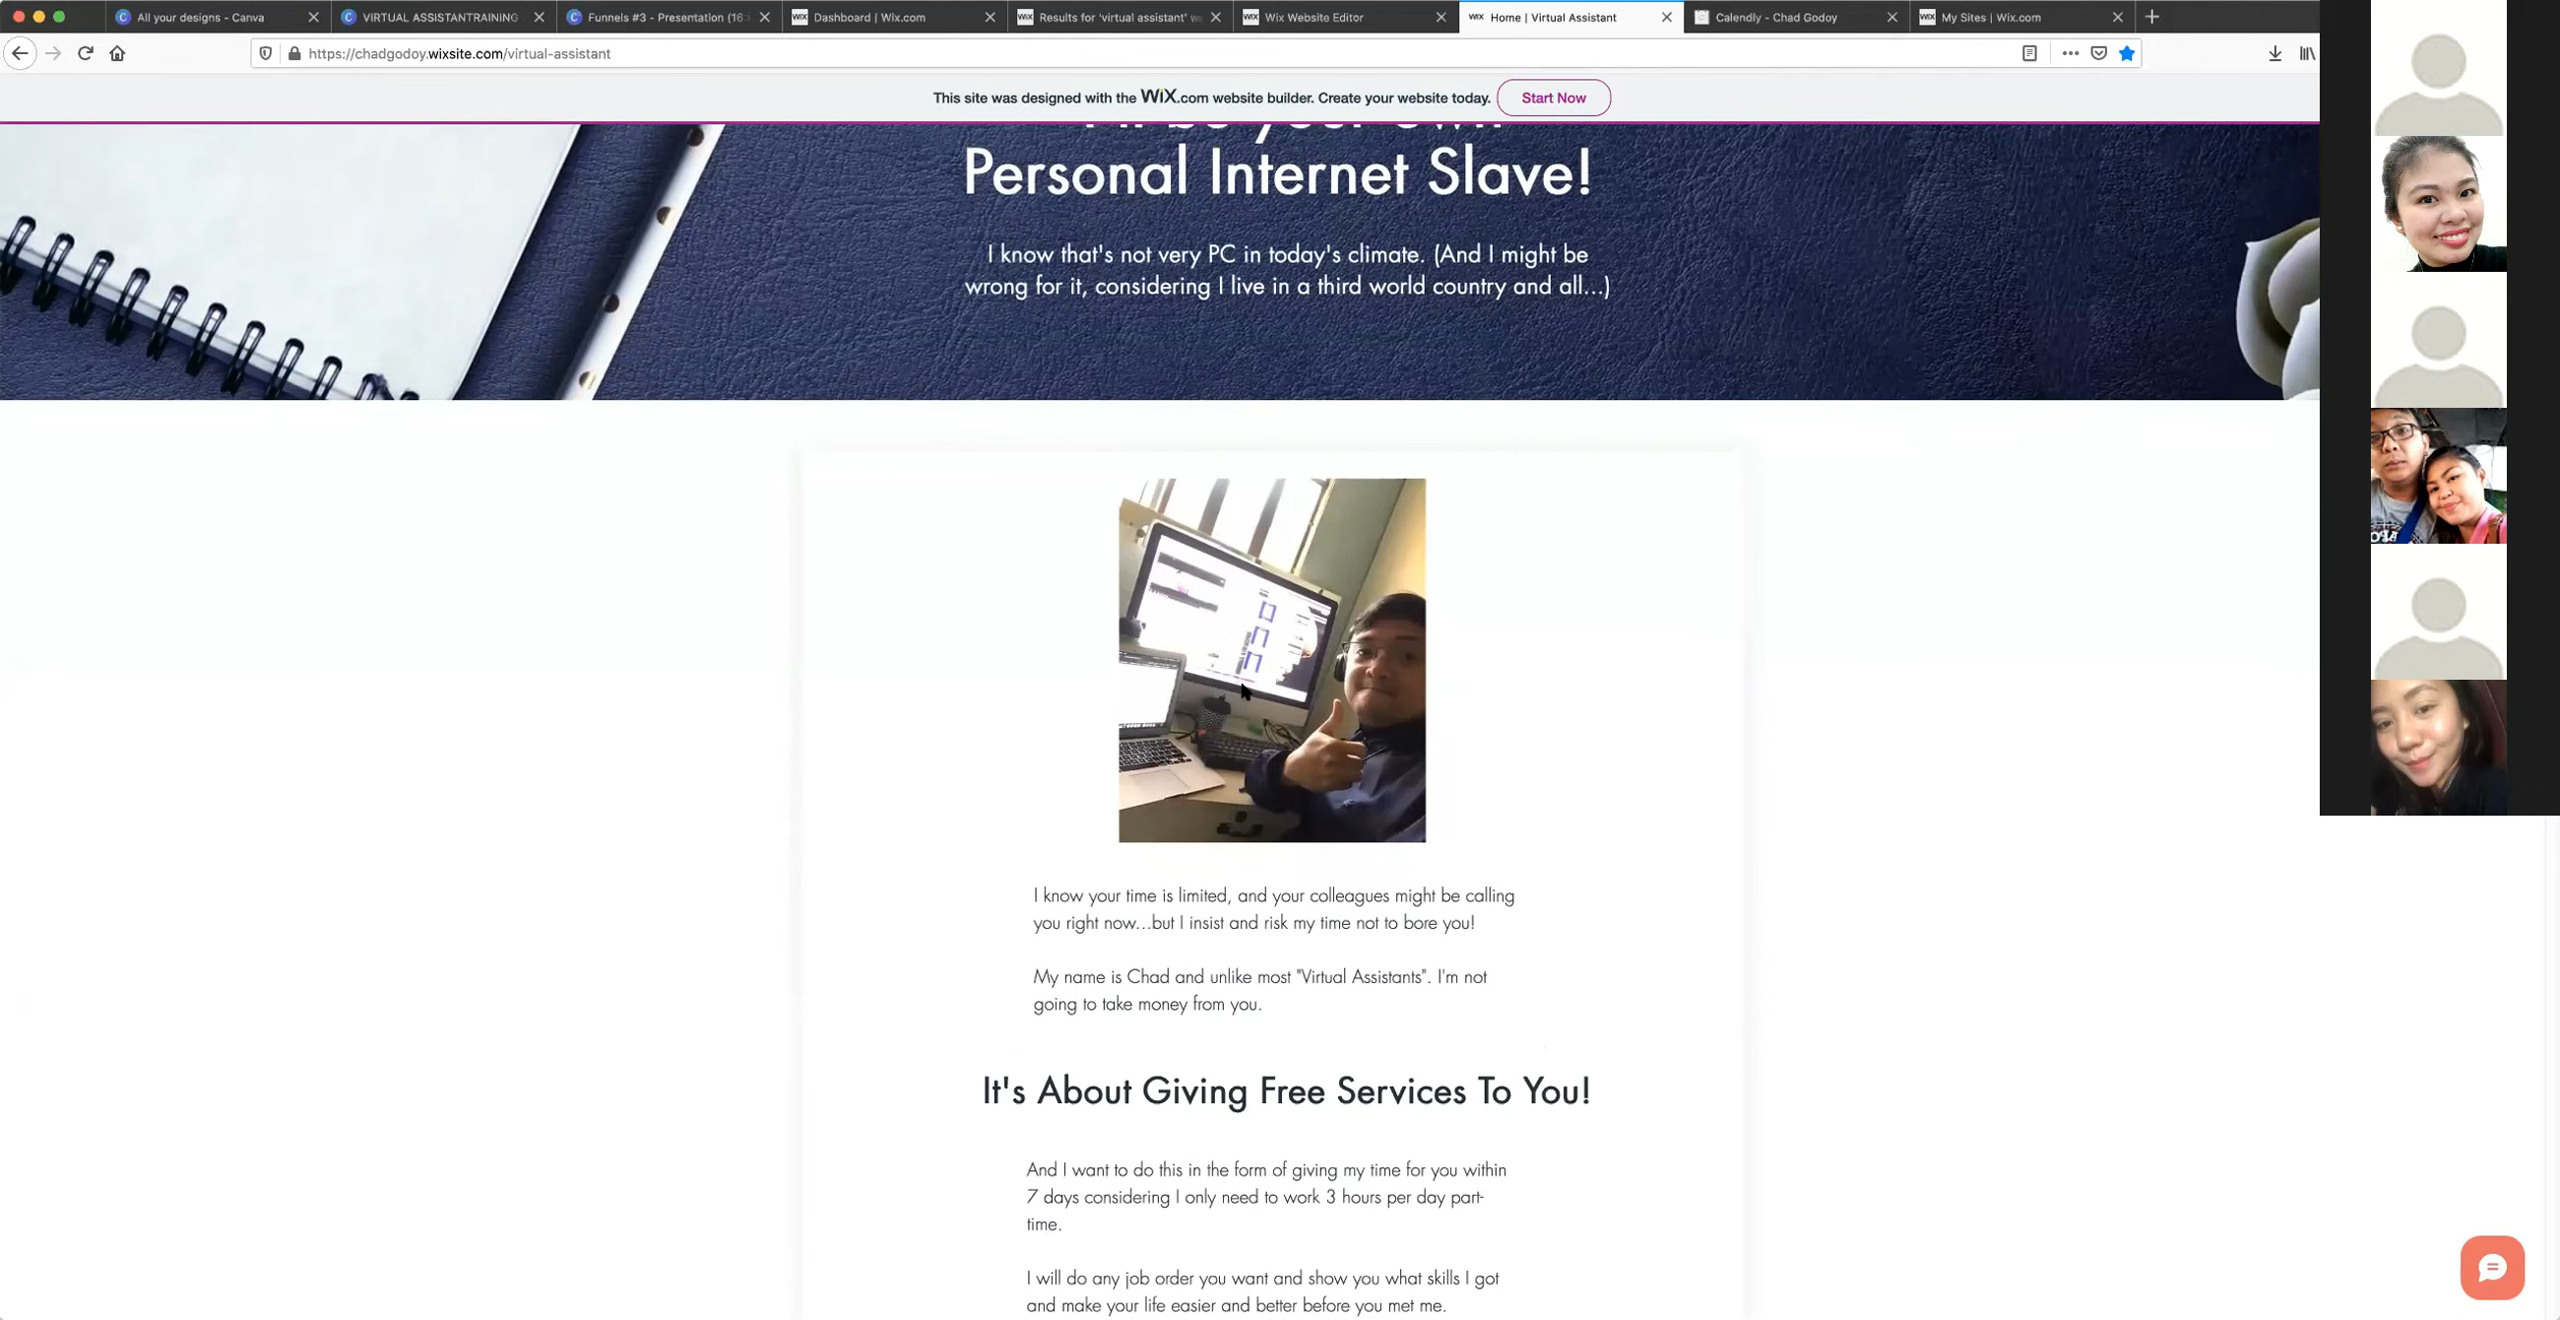 All your designs - Canva
VIRTUAL ASSISTANTRAINING
Funnels #3 - Presentation (16:
Dashboard | Wix.com
Results for 'virtual assistant' w
Wix Website Editor
Home | Virtual Assistant
Calendly - Chad Godoy
My Sites | Wix.com
https://chadgodoy.wixsite.com/virtual-assistant
This site was designed with the WiX.com website builder. Create your website today. Start Now
Personal Internet Slave!
I know that's not very PC in today's climate. (And I might be
wrong for it, considering I live in a third world country and all...)
I know your time is limited, and your colleagues might be calling
you right now...but I insist and risk my time not to bore you!
My name is Chad and unlike most "Virtual Assistants". I'm not
going to take money from you.
It's About Giving Free Services To You!
And I want to do this in the form of giving my time for you within
7 days considering I only need to work 3 hours per day part-
time.
I will do any job order you want and show you what skills I got
and make your life easier and better before you met me.